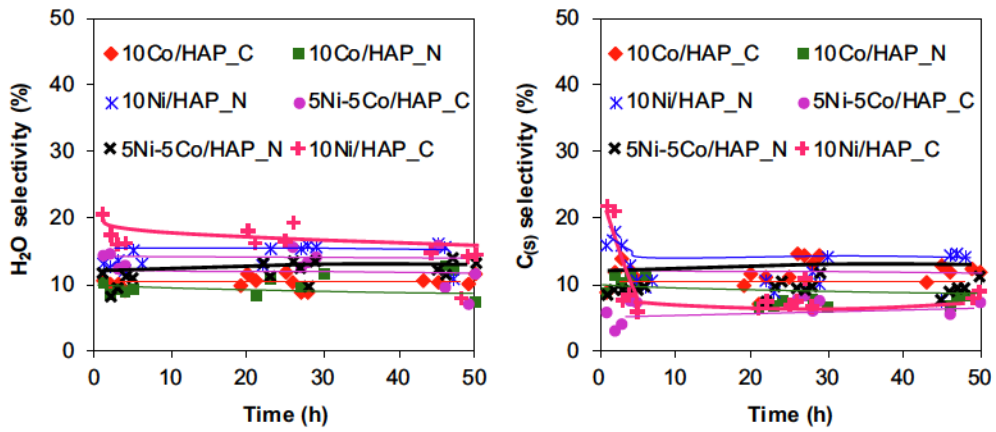 50
40
30
20
10
0
H₂O selectivity (%)
10Co/HAP_C
10Co/HAP_N
10Ni/HAP_N
5Ni-5Co/HAP_C
5Ni-5Co/HAP_N
10Ni/HAP_C
0 10 20 30 40 50
Time (h)
50
40
30
20
10
0
C(s) selectivity (%)
10Co/HAP_C
10Co/HAP_N
10Ni/HAP_N
5Ni-5Co/HAP_C
5Ni-5Co/HAP_N
10Ni/HAP_C
0 10 20 30 40 50
Time (h)